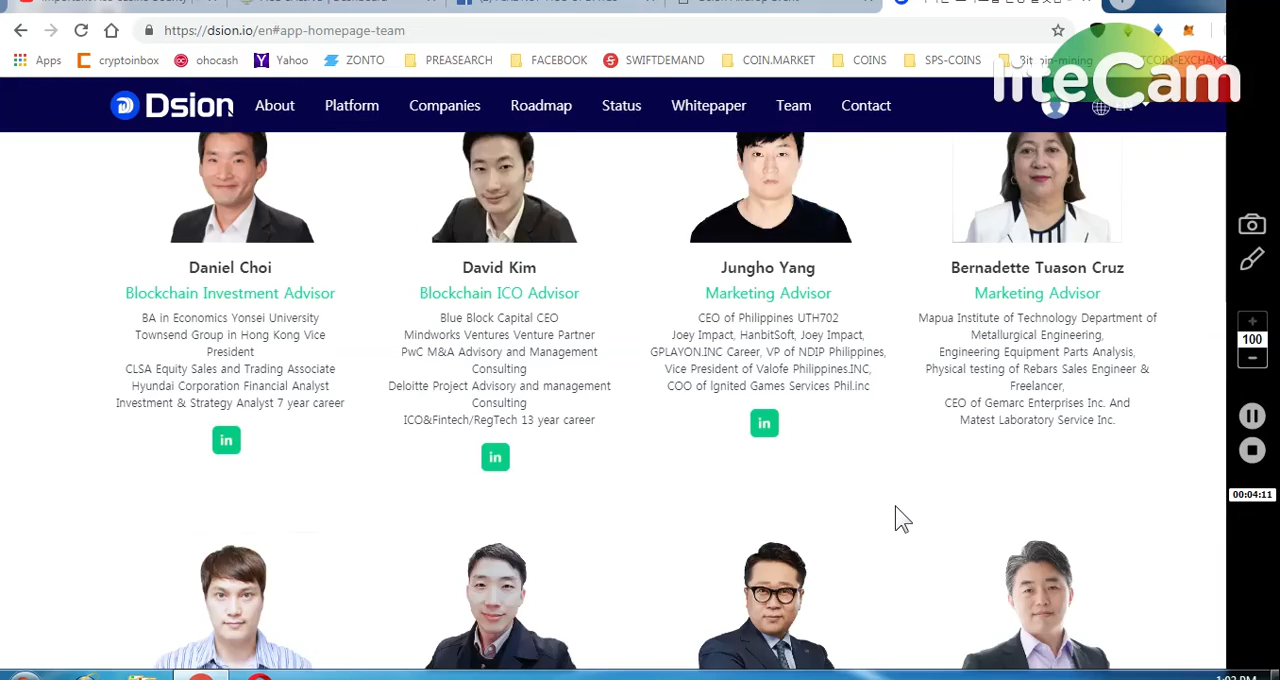 https://dsion.io/en#app-homepage-team
Apps cryptoinbox ohocash Yahoo ZONTO PREASEARCH FACEBOOK SWIFTDEMAND COIN.MARKET COINS SPS-COINS Bitcoin-mining
liteCam
Dsion About Platform Companies Roadmap Status Whitepaper Team Contact EN
Daniel Choi
Blockchain Investment Advisor
BA in Economics Yonsei University
Townsend Group in Hong Kong Vice
President
CLSA Equity Sales and Trading Associate
Hyundai Corporation Financial Analyst
Investment & Strategy Analyst 7 year career
in
David Kim
Blockchain ICO Advisor
Blue Block Capital CEO
Mindworks Ventures Venture Partner
PwC M&A Advisory and Management
Consulting
Deloitte Project Advisory and management
Consulting
ICO&Fintech/RegTech 13 year career
in
Jungho Yang
Marketing Advisor
CEO of Philippines UTH702
Joey Impact, HanbitSoft, Joey Impact,
GPLAYON.INC Career, VP of NDIP Philippines,
Vice President of Valofe Philippines.INC,
COO of Ignited Games Services Phil.inc
in
Bernadette Tuason Cruz
Marketing Advisor
Mapua Institute of Technology Department of
Metallurgical Engineering,
Engineering Equipment Parts Analysis,
Physical testing of Rebars Sales Engineer &
Freelancer,
CEO of Gemarc Enterprises Inc. And
Matest Laboratory Service Inc.
100
00:04:11